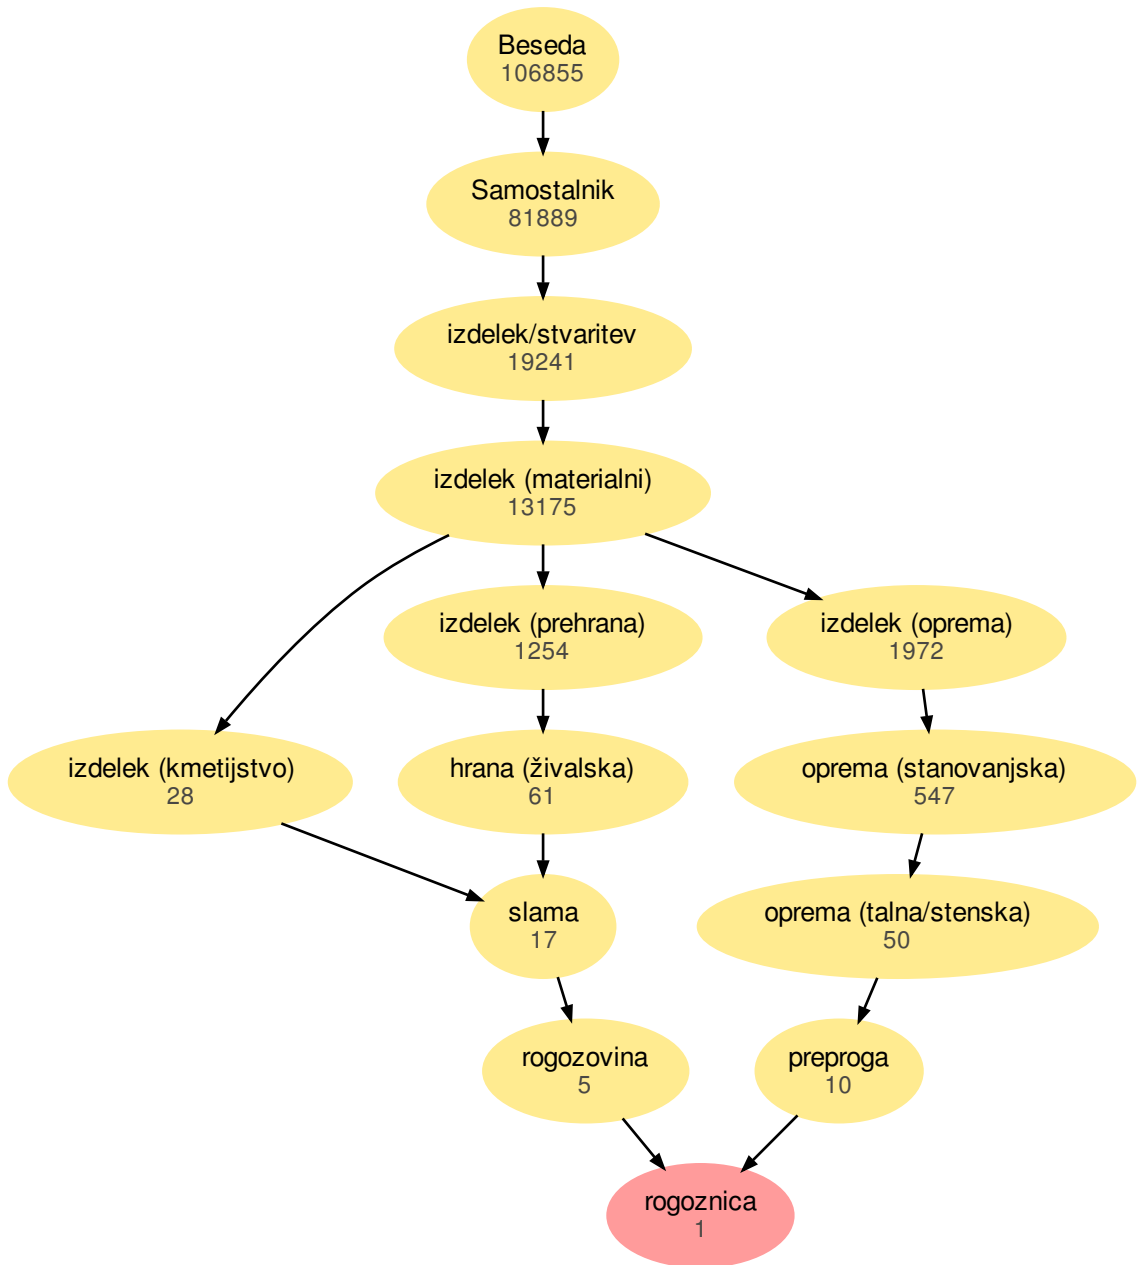 Beseda
106855
Samostalnik
81889
izdelek/stvaritev
19241
izdelek (materialni)
13175
izdelek (prehrana)
1254
izdelek (oprema)
1972
izdelek (kmetijstvo)
28
hrana (živalska)
61
oprema (stanovanjska)
547
slama
17
oprema (talna/stenska)
50
rogozovina
5
preproga
10
rogoznica
1